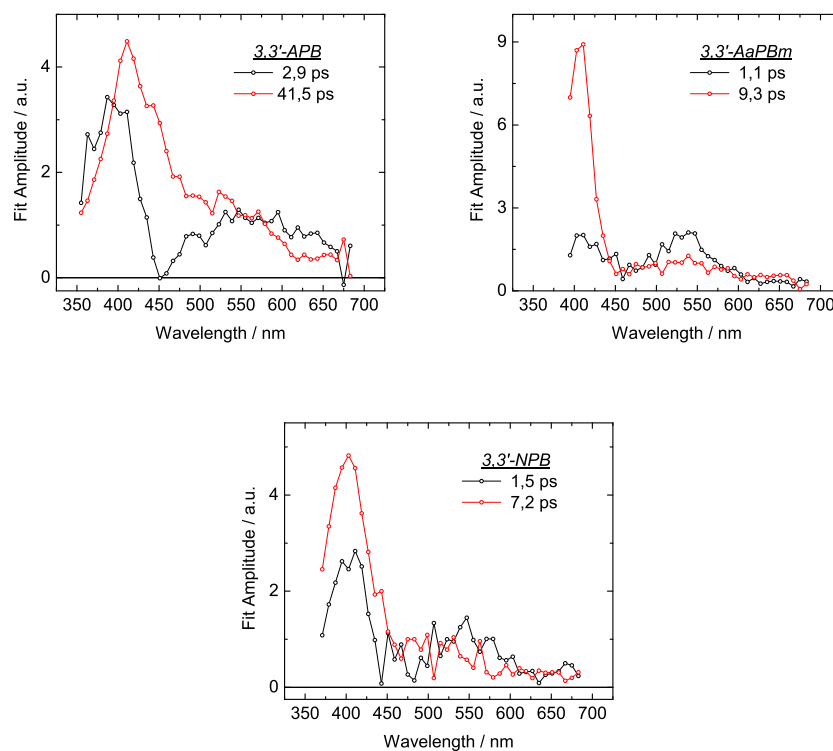 3,3'-APB
2,9 ps
41,5 ps
Fit Amplitude / a.u.
4
2
0
350 400 450 500 550 600 650 700
Wavelength / nm
3,3'-AaPBm
1,1 ps
9,3 ps
Fit Amplitude / a.u.
9
6
3
0
350 400 450 500 550 600 650 700
Wavelength / nm
3,3'-NPB
1,5 ps
7,2 ps
Fit Amplitude / a.u.
4
2
0
350 400 450 500 550 600 650 700
Wavelength / nm